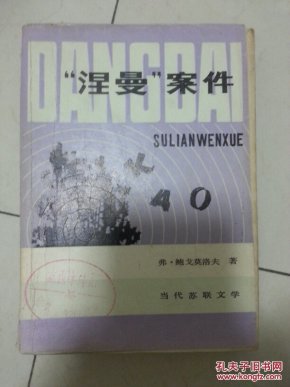 DANGDAI
“涅曼”案件
SULIANWENXUE
40
弗·鲍戈莫洛夫 著
当代苏联文学
孔夫子旧书网